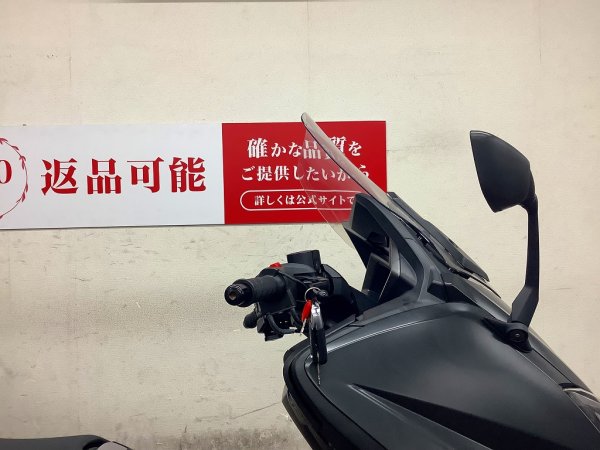 0
返品可能
確かな品質を
ご提供したいから
詳しくは公式サイトで